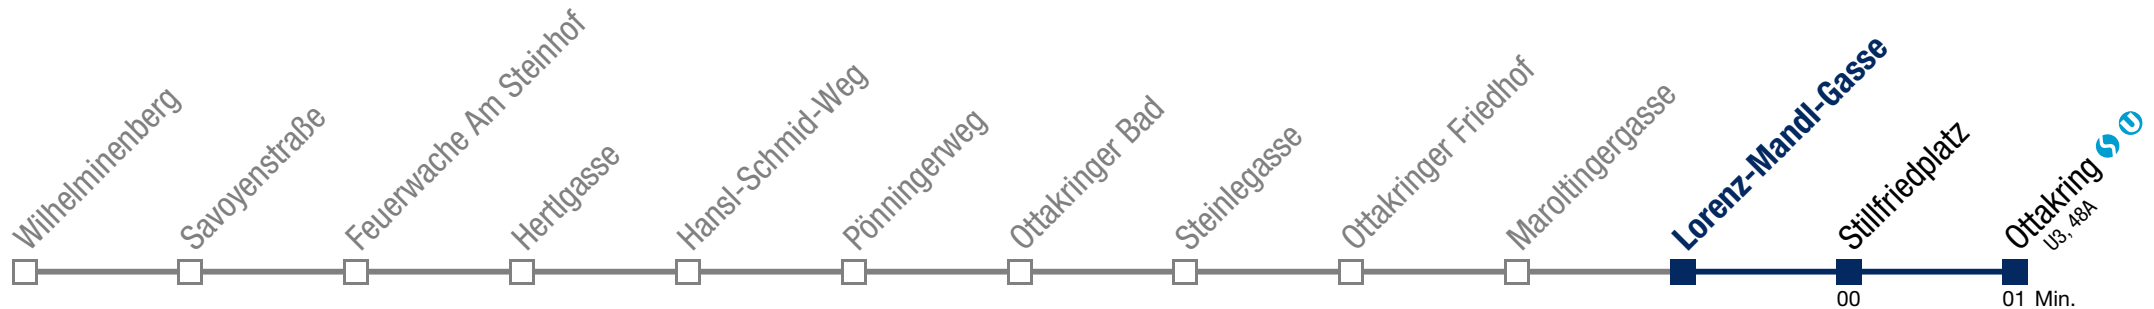 Wilhelminenberg
Savoyenstraße
Feuerwache Am Steinhof
Hertlgasse
Hansl-Schmid-Weg
Pönningerweg
Ottakringer Bad
Steinlegasse
Ottakringer Friedhof
Maroltingergasse
Lorenz-Mandl-Gasse
Stillfriedplatz
Ottakring S U
U3, 48A
00
01 Min.